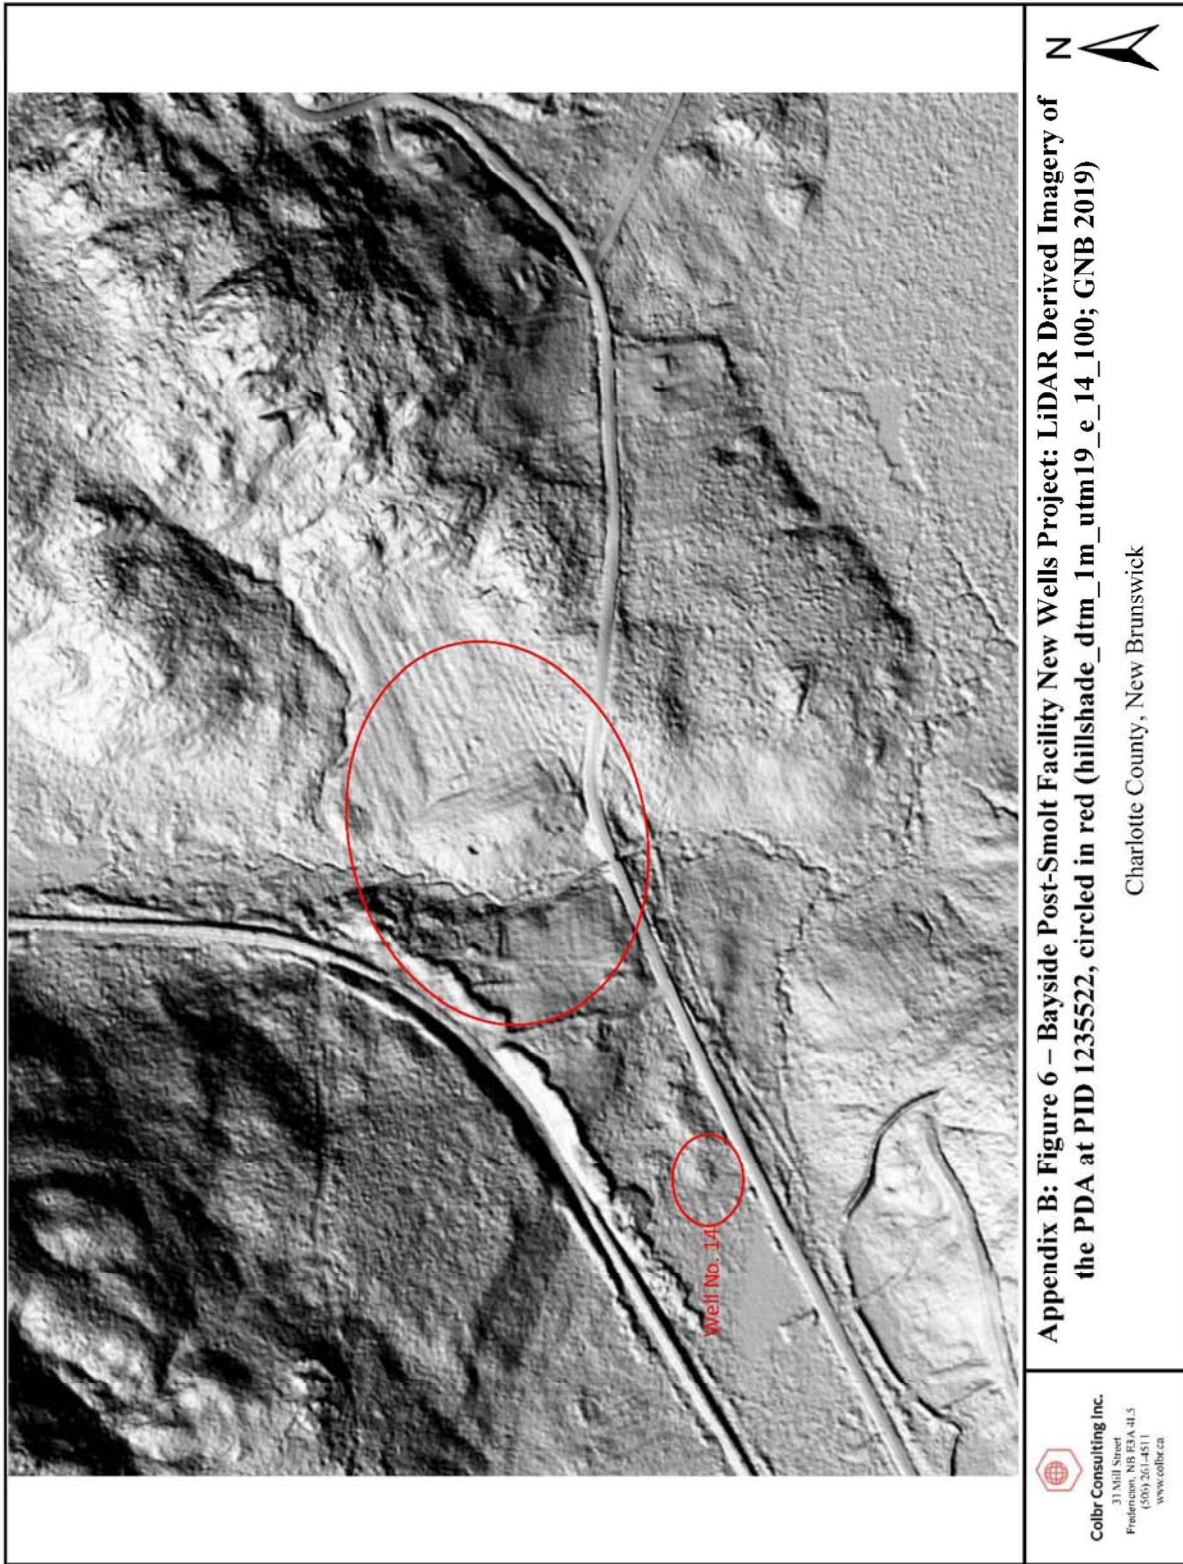 Well No. 14
Colbr Consulting Inc.
31 Mill Street
Fredericton, NB E3A 4L5
(506) 261-4511
www.colbr.ca
Appendix B: Figure 6 – Bayside Post-Smolt Facility New Wells Project: LiDAR Derived Imagery of
the PDA at PID 1235522, circled in red (hillshade_dtm_1m_utm19_e_14_100; GNB 2019)
Charlotte County, New Brunswick
N